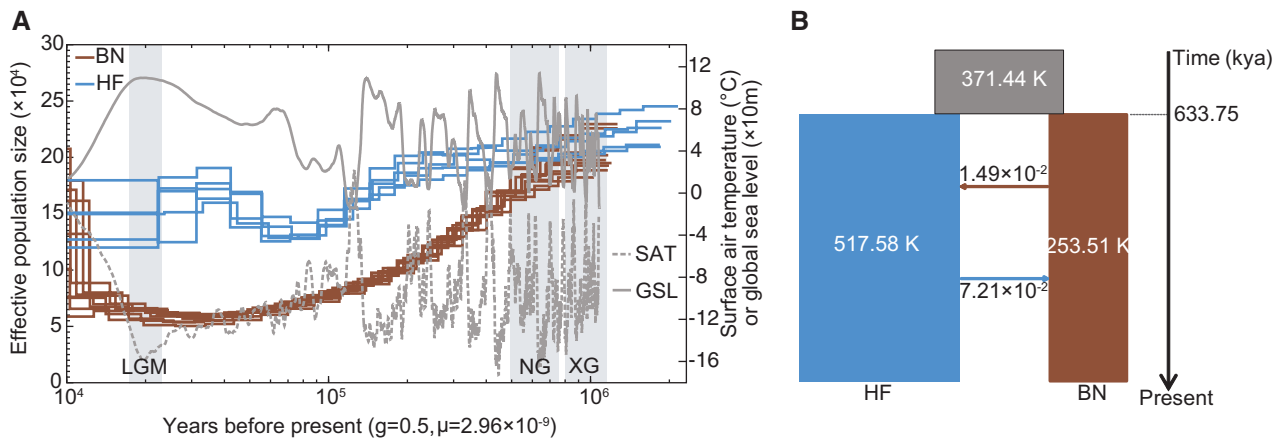 A
Effective population size (×10⁴)
30
25
20
15
10
5
0
BN
HF
LGM
NG
XG
SAT
GSL
12
8
4
0
-4
-8
-12
-16
Surface air temperature (°C)
or global sea level (×10m)
10⁴
10⁵
10⁶
Years before present (g=0.5,μ=2.96×10⁻⁹)
B
371.44 K
Time (kya)
633.75
1.49×10⁻²
517.58 K
253.51 K
7.21×10⁻²
HF
BN
Present